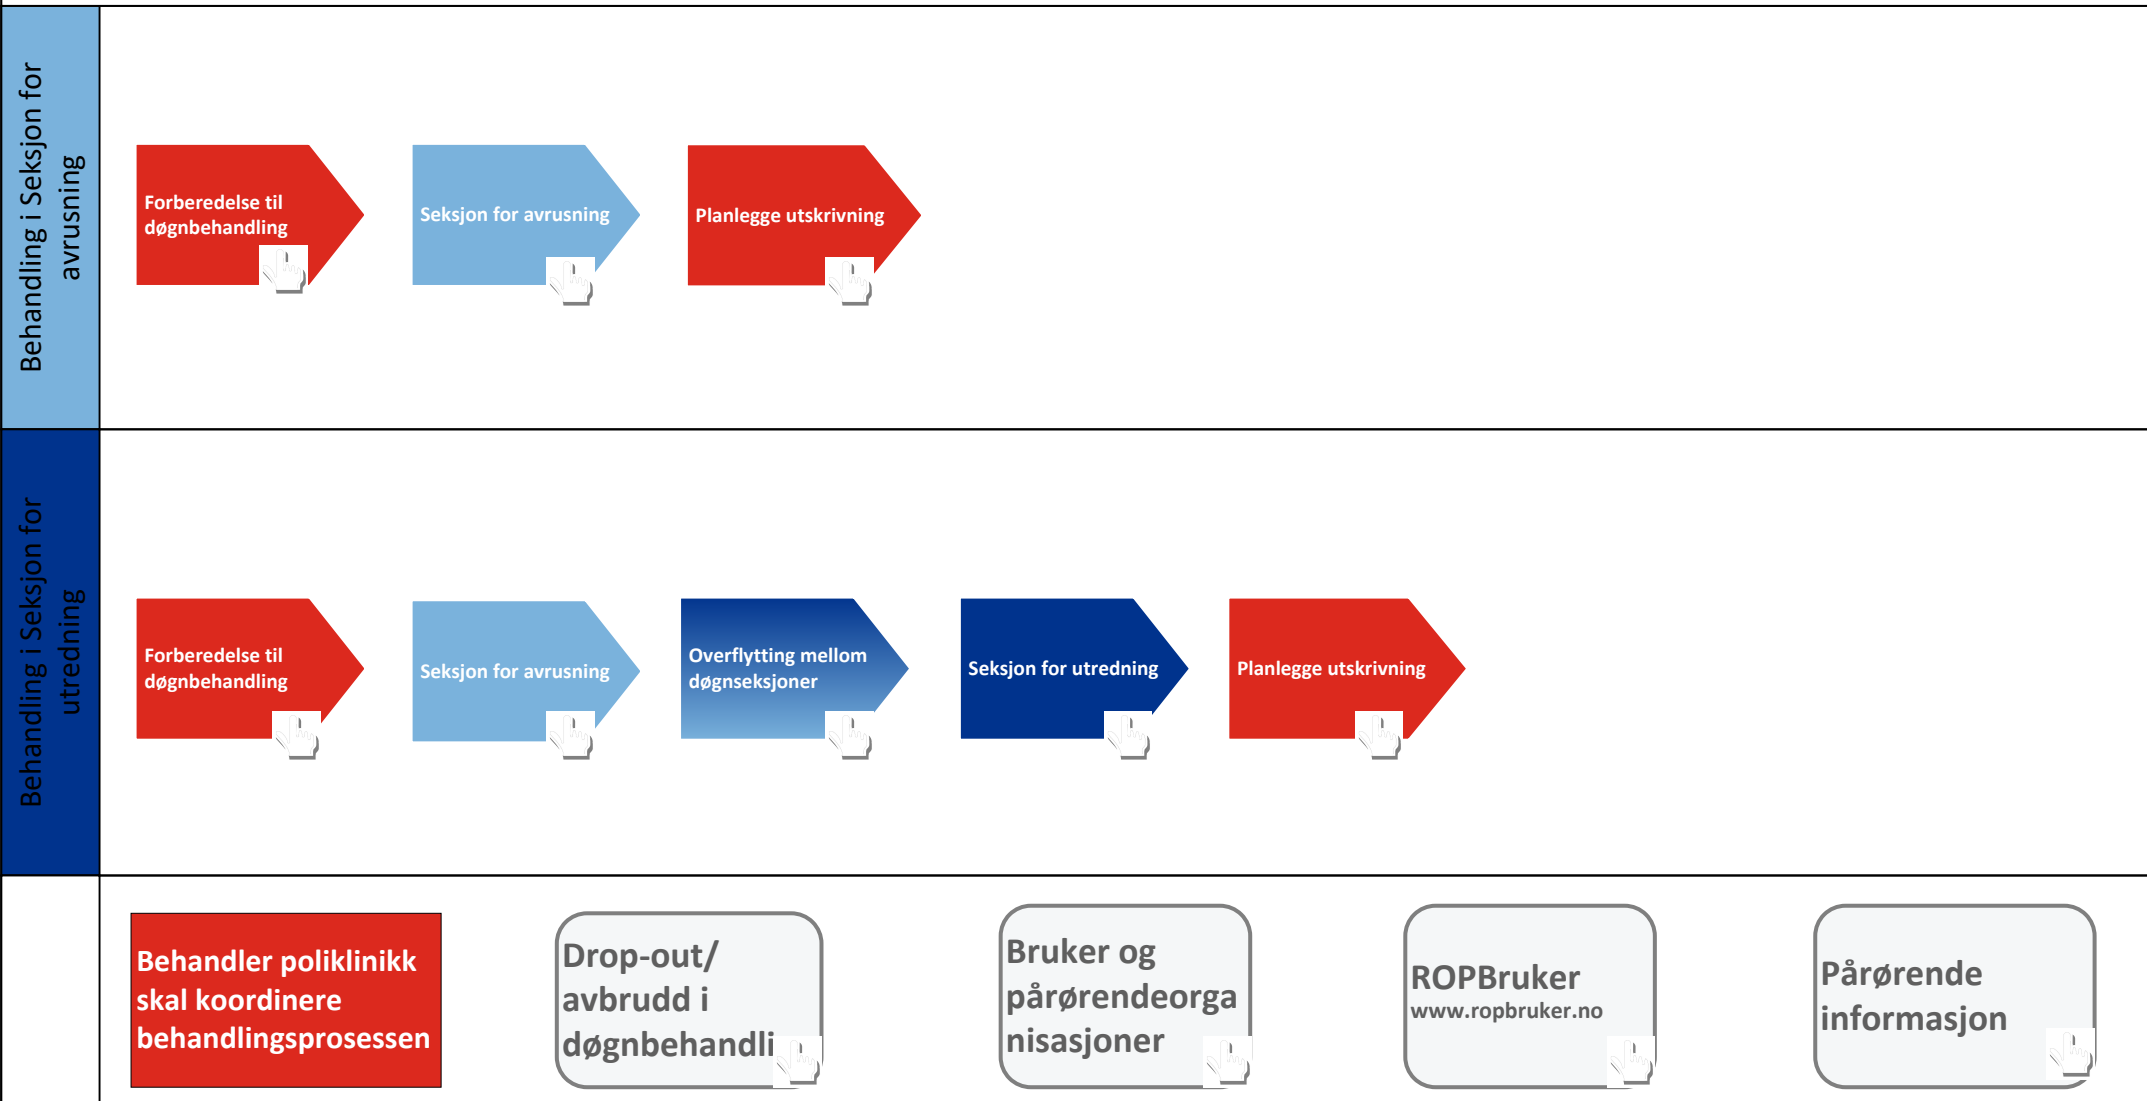 Behandling i Seksjon for
avrusning
Forberedelse til
døgnbehandling
Seksjon for avrusning
Planlegge utskrivning
Behandling i Seksjon for
utredning
Forberedelse til
døgnbehandling
Seksjon for avrusning
Overflytting mellom
døgnseksjoner
Seksjon for utredning
Planlegge utskrivning
Behandler poliklinikk
skal koordinere
behandlingsprosessen
Drop-out/
avbrudd i
døgnbehandli
Bruker og
pårørendeorga
nisasjoner
ROPBruker
www.ropbruker.no
Pårørende
informasjon